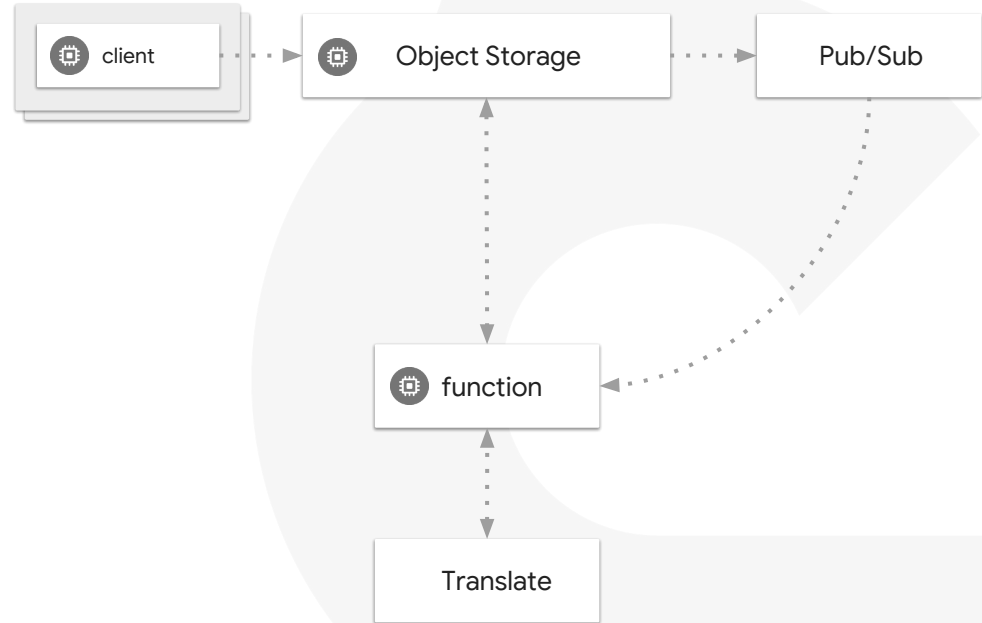 client
Object Storage
Pub/Sub
function
Translate